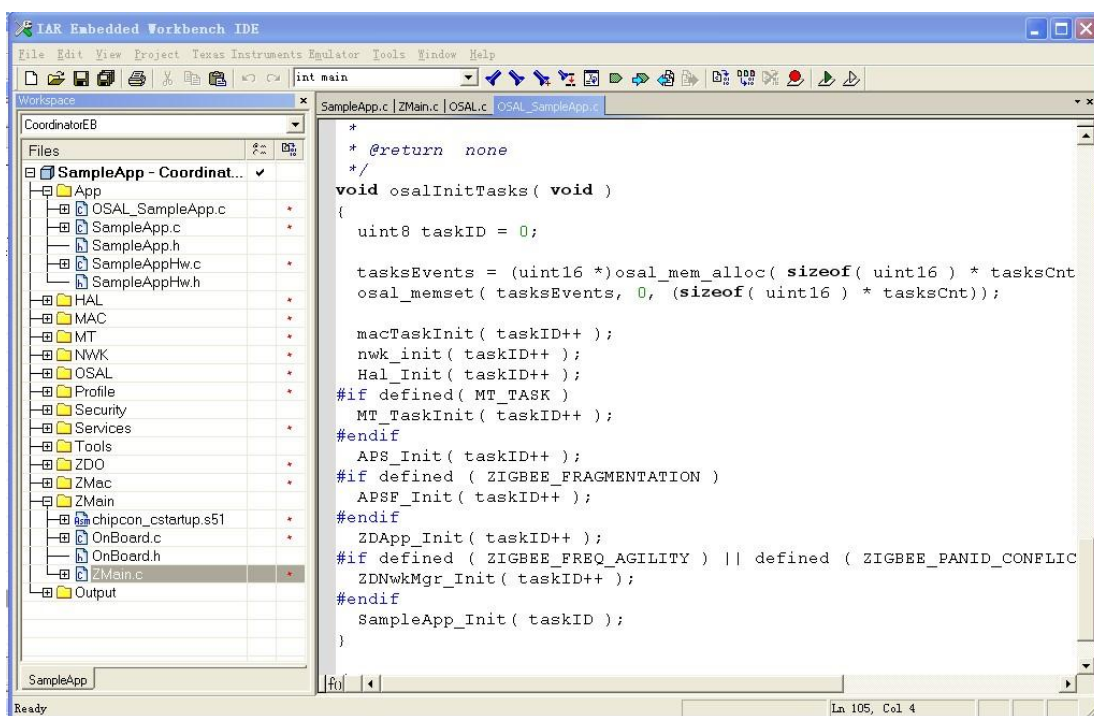 IAR Embedded Workbench IDE
File Edit View Project Texas Instruments Emulator Tools Window Help
int main
Workspace
CoordinatorEB
Files
SampleApp - Coordinat...
App
OSAL_SampleApp.c
SampleApp.c
SampleApp.h
SampleAppHw.c
SampleAppHw.h
HAL
MAC
MT
NWK
OSAL
Profile
Security
Services
Tools
ZDO
ZMac
ZMain
chipcon_cstartup.s51
OnBoard.c
OnBoard.h
ZMain.c
Output
SampleApp
SampleApp.c | ZMain.c | OSAL.c | OSAL_SampleApp.c
*
* @return none
*/
void osalInitTasks( void )
{
uint8 taskID = 0;
tasksEvents = (uint16 *)osal_mem_alloc( sizeof( uint16 ) * tasksCnt
osal_memset( tasksEvents, 0, (sizeof( uint16 ) * tasksCnt));
macTaskInit( taskID++ );
nwk_init( taskID++ );
Hal_Init( taskID++ );
#if defined( MT_TASK )
MT_TaskInit( taskID++ );
#endif
APS_Init( taskID++ );
#if defined ( ZIGBEE_FRAGMENTATION )
APSF_Init( taskID++ );
#endif
ZDApp_Init( taskID++ );
#if defined ( ZIGBEE_FREQ_AGILITY ) || defined ( ZIGBEE_PANID_CONFLIC
ZDNwkMgr_Init( taskID++ );
#endif
SampleApp_Init( taskID );
}
f()
Ready
Ln 105, Col 4